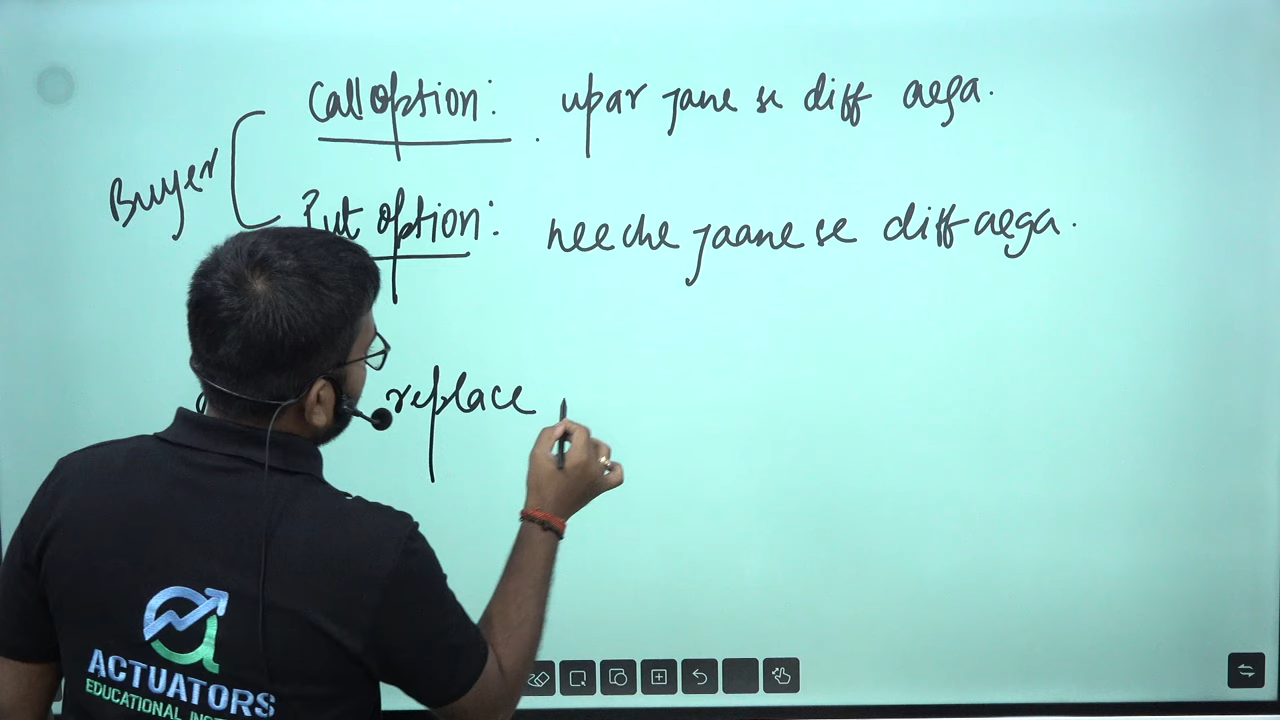 Call option: upar jane se diff aega.
Buyer
Put option: neeche jaane se diff aega.
replace
ACTUATORS
EDUCATIONAL